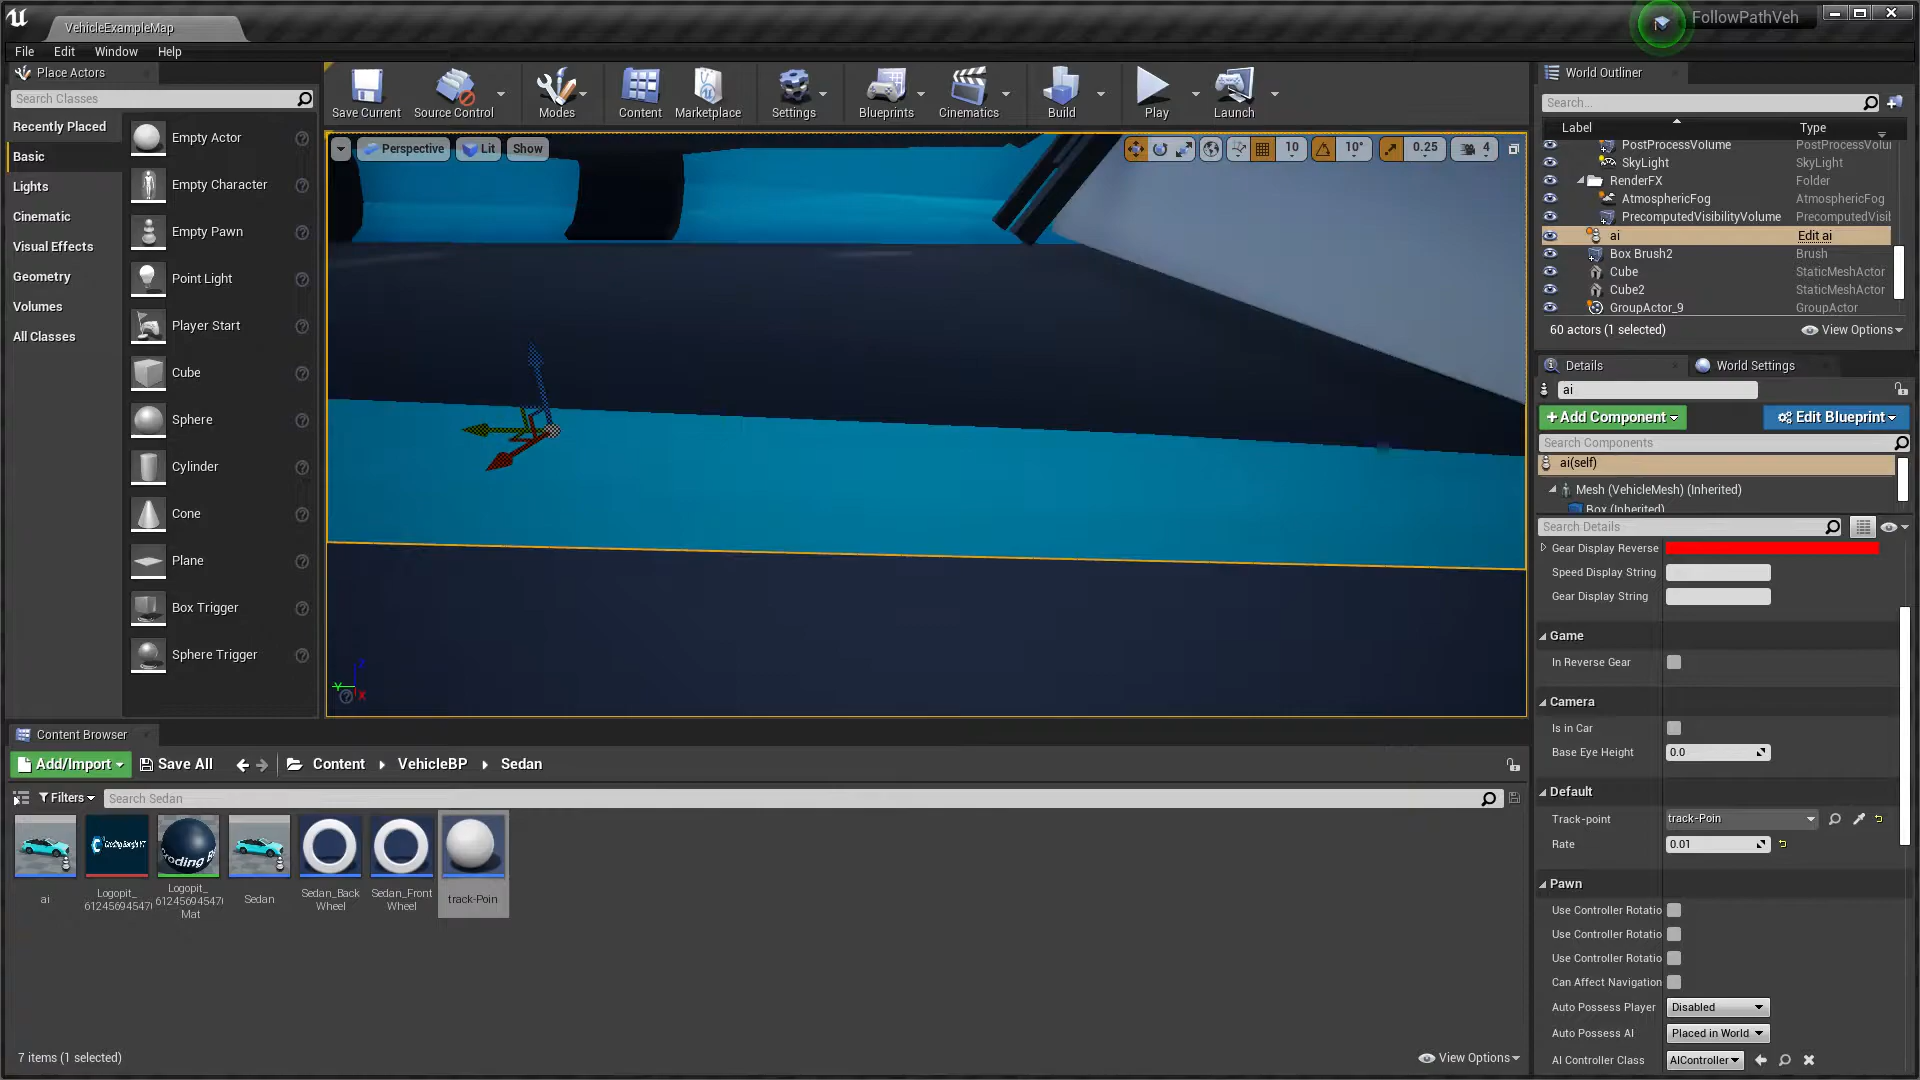 VehicleExampleMap
FollowPathVeh
File Edit Window Help
Place Actors
Search Classes
Recently Placed
Basic
Lights
Cinematic
Visual Effects
Geometry
Volumes
All Classes
Empty Actor
Empty Character
Empty Pawn
Point Light
Player Start
Cube
Sphere
Cylinder
Cone
Plane
Box Trigger
Sphere Trigger
Save Current
Source Control
Modes
Content
Marketplace
Settings
Blueprints
Cinematics
Build
Play
Launch
Perspective Lit Show
10 10° 0.25 4
World Outliner
Search...
Label Type
PostProcessVolume
SkyLight SkyLight
RenderFX Folder
AtmosphericFog AtmosphericFog
PrecomputedVisibilityVolume PrecomputedVisil
ai Edit ai
Box Brush2 Brush
Cube StaticMeshActor
Cube2 StaticMeshActor
GroupActor_9 GroupActor
60 actors (1 selected) View Options
Details World Settings
ai
+Add Component Edit Blueprint
Search Components
ai(self)
Mesh (VehicleMesh) (Inherited)
Box (Inherited)
Search Details
Gear Display Reverse
Speed Display String
Gear Display String
Game
In Reverse Gear
Camera
Is in Car
Base Eye Height 0.0
Default
Track-point track-Poin
Rate 0.01
Pawn
Use Controller Rotatio
Use Controller Rotatio
Use Controller Rotatio
Can Affect Navigation
Auto Possess Player Disabled
Auto Possess AI Placed in World
AI Controller Class AIController
Content Browser
Add/Import Save All Content VehicleBP Sedan
Filters Search Sedan
ai
Logopit_
61245694547
Logopit_
61245694547
Mat
Sedan
Sedan_Back
Wheel
Sedan_Front
Wheel
track-Poin
7 items (1 selected) View Options
Z
Y
X